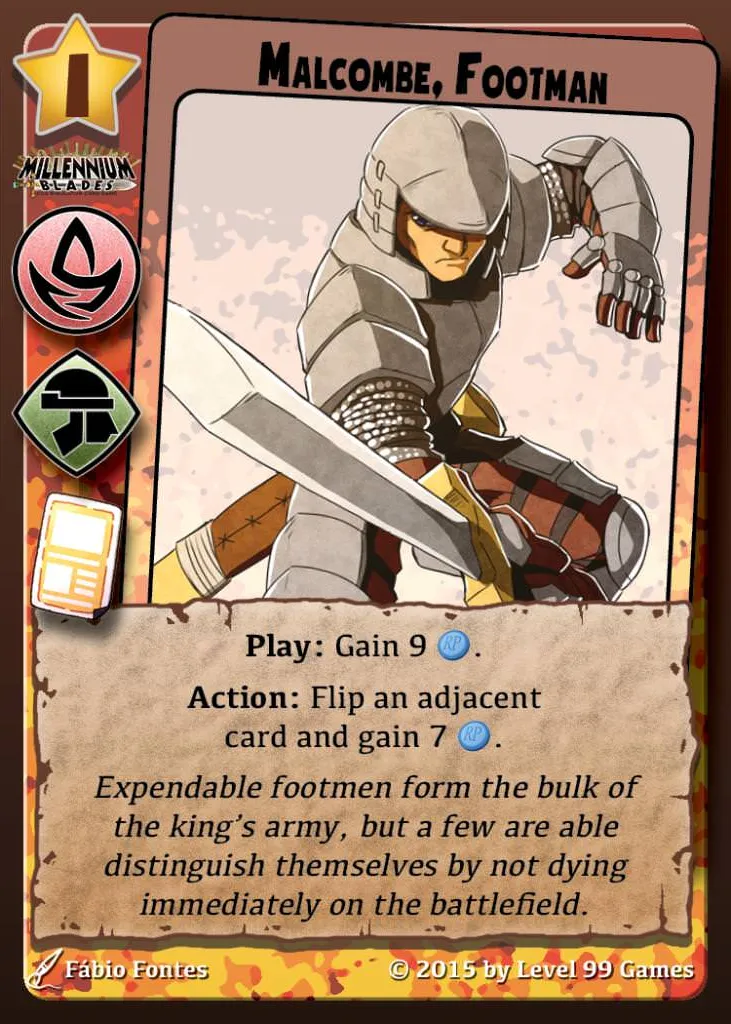 MALCOMBE, FOOTMAN
1
MILLENNIUM
BLADES
Play: Gain 9 RP.
Action: Flip an adjacent
card and gain 7 RP.
Expendable footmen form the bulk of
the king's army, but a few are able
distinguish themselves by not dying
immediately on the battlefield.
Fábio Fontes
© 2015 by Level 99 Games